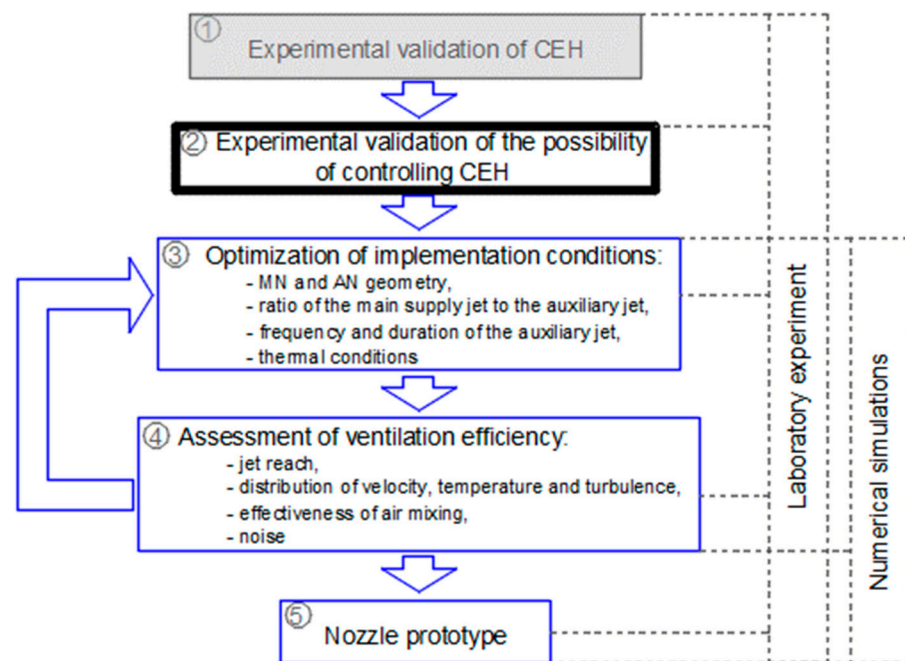 ① Experimental validation of CEH
② Experimental validation of the possibility
of controlling CEH
③ Optimization of implementation conditions:
- MN and AN geometry,
- ratio of the main supply jet to the auxiliary jet,
- frequency and duration of the auxiliary jet,
- thermal conditions
④ Assessment of ventilation efficiency:
- jet reach,
- distribution of velocity, temperature and turbulence,
- effectiveness of air mixing,
- noise
⑤ Nozzle prototype
Laboratory experiment
Numerical simulations